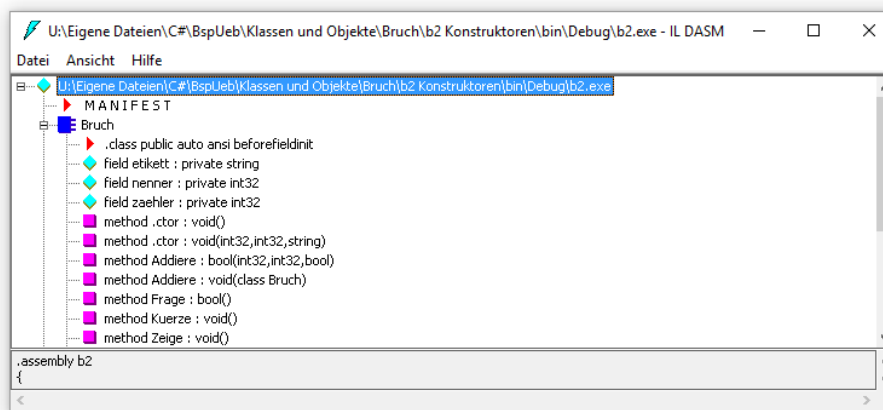 U:\Eigene Dateien\C#\BspUeb\Klassen und Objekte\Bruch\b2 Konstruktoren\bin\Debug\b2.exe - IL DASM
Datei Ansicht Hilfe
U:\Eigene Dateien\C#\BspUeb\Klassen und Objekte\Bruch\b2 Konstruktoren\bin\Debug\b2.exe
M A N I F E S T
Bruch
.class public auto ansi beforefieldinit
field etikett : private string
field nenner : private int32
field zaehler : private int32
method .ctor : void()
method .ctor : void(int32,int32,string)
method Addiere : bool(int32,int32,bool)
method Addiere : void(class Bruch)
method Frage : bool()
method Kuerze : void()
method Zeige : void()
.assembly b2
{